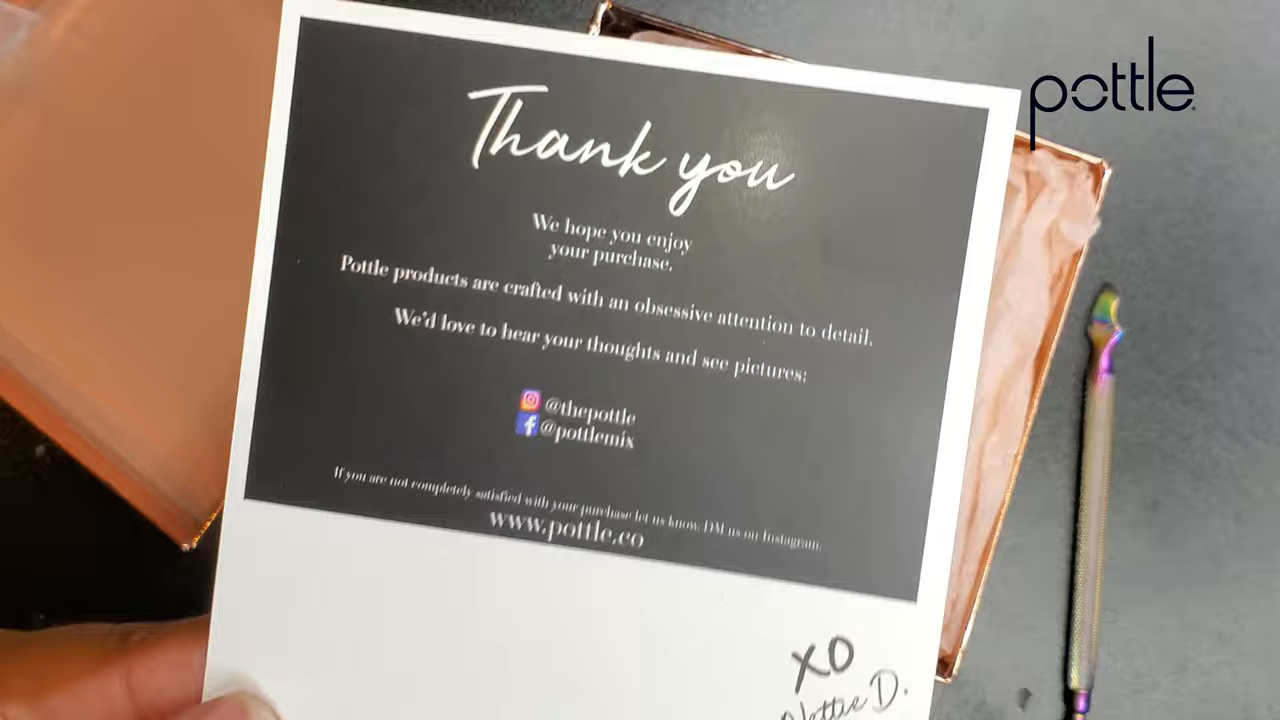 pottle
Thank you
We hope you enjoy
your purchase.
Pottle products are crafted with an obsessive attention to detail.
We'd love to hear your thoughts and see pictures:
@thepottle
@pottlemix
If you are not completely satisfied with your purchase let us know. DM us on Instagram.
www.pottle.co
XO
D.